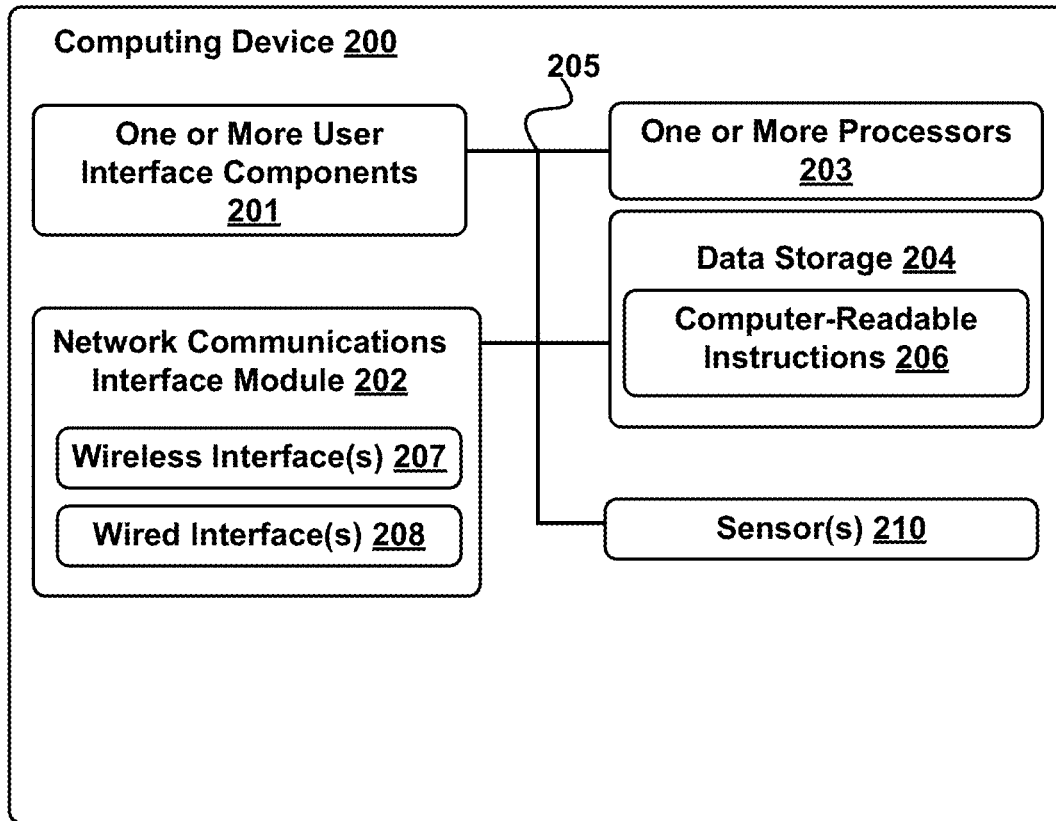 Computing Device 200
205
One or More User
Interface Components
201
One or More Processors
203
Data Storage 204
Computer-Readable
Instructions 206
Network Communications
Interface Module 202
Wireless Interface(s) 207
Wired Interface(s) 208
Sensor(s) 210